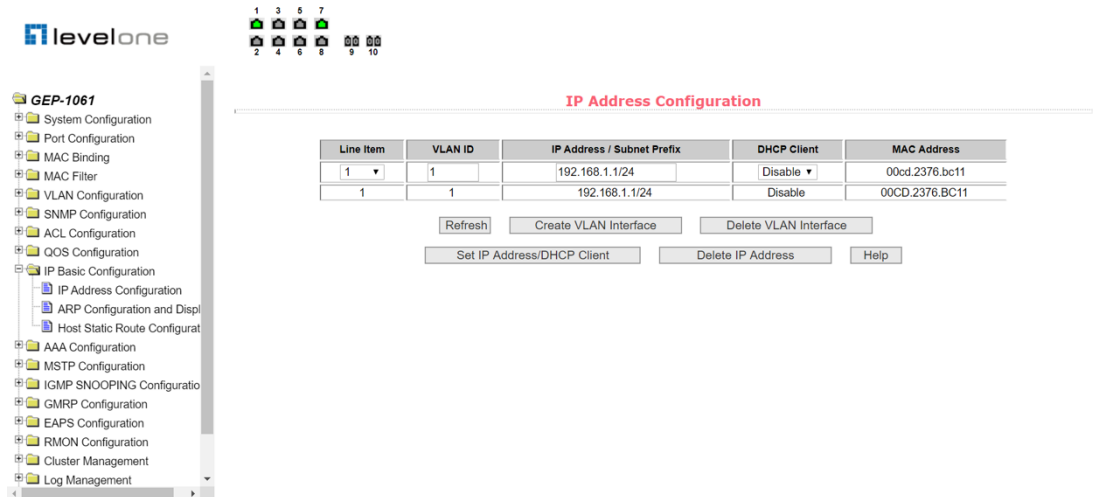 levelone
1 3 5 7
2 4 6 8 9 10
GEP-1061
System Configuration
Port Configuration
MAC Binding
MAC Filter
VLAN Configuration
SNMP Configuration
ACL Configuration
QOS Configuration
IP Basic Configuration
IP Address Configuration
ARP Configuration and Displ
Host Static Route Configurat
AAA Configuration
MSTP Configuration
IGMP SNOOPING Configuratio
GMRP Configuration
EAPS Configuration
RMON Configuration
Cluster Management
Log Management
IP Address Configuration
Line Item VLAN ID IP Address / Subnet Prefix DHCP Client MAC Address
1 1 192.168.1.1/24 Disable 00cd.2376.bc11
1 1 192.168.1.1/24 Disable 00CD.2376.BC11
Refresh Create VLAN Interface Delete VLAN Interface
Set IP Address/DHCP Client Delete IP Address Help